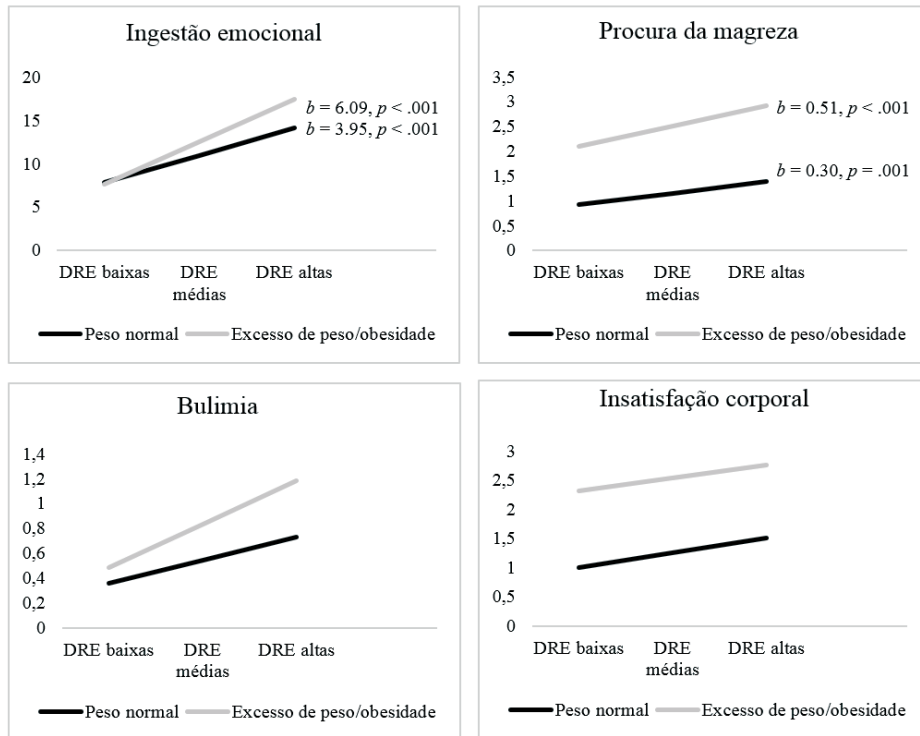 Ingestão emocional
20
15
10
5
0
b = 6.09, p < .001
b = 3.95, p < .001
DRE baixas
DRE médias
DRE altas
Peso normal
Excesso de peso/obesidade
Procura da magreza
3,5
3
2,5
2
1,5
1
0,5
0
b = 0.51, p < .001
b = 0.30, p = .001
DRE baixas
DRE médias
DRE altas
Peso normal
Excesso de peso/obesidade
Bulimia
1,4
1,2
1
0,8
0,6
0,4
0,2
0
DRE baixas
DRE médias
DRE altas
Peso normal
Excesso de peso/obesidade
Insatisfação corporal
3
2,5
2
1,5
1
0,5
0
DRE baixas
DRE médias
DRE altas
Peso normal
Excesso de peso/obesidade